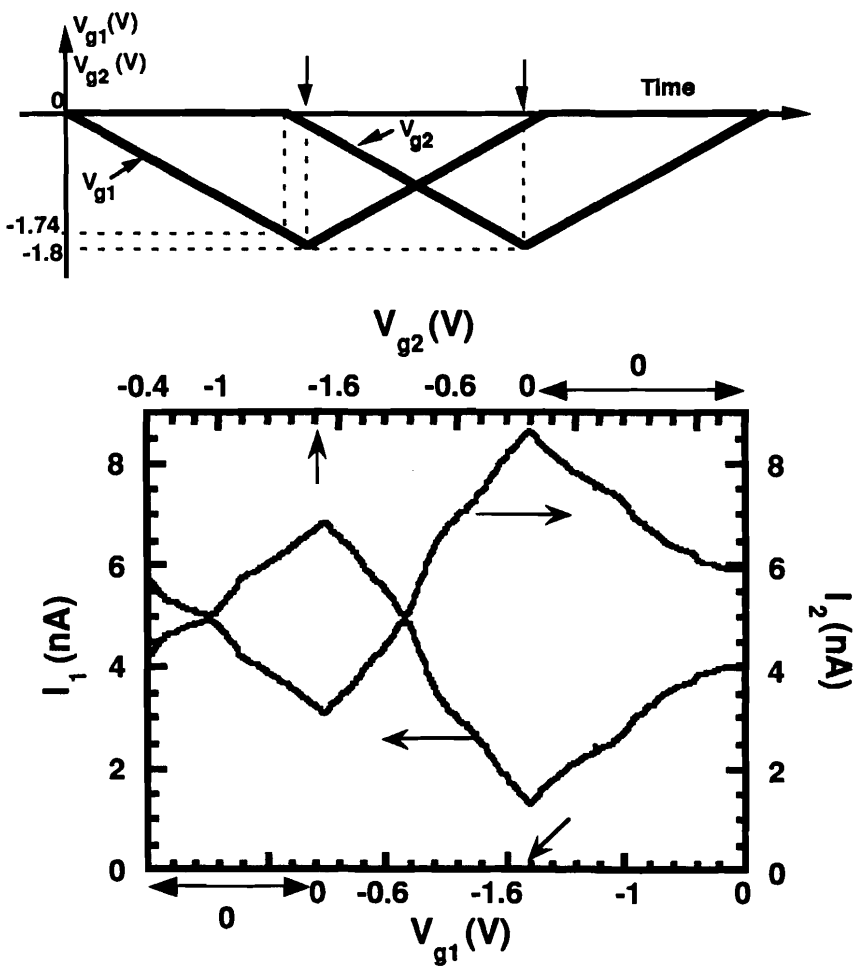 Vg1(V)
Vg2 (V)
0
Time
Vg2
Vg1
-1.74
-1.8
Vg2(V)
0
-0.4 -1 -1.6 -0.6 0
8 8
6 6
4 4
2 2
0 0
I1 (nA)
I2 (nA)
0 -0.6 -1.6 -1 0
0
Vg1(V)